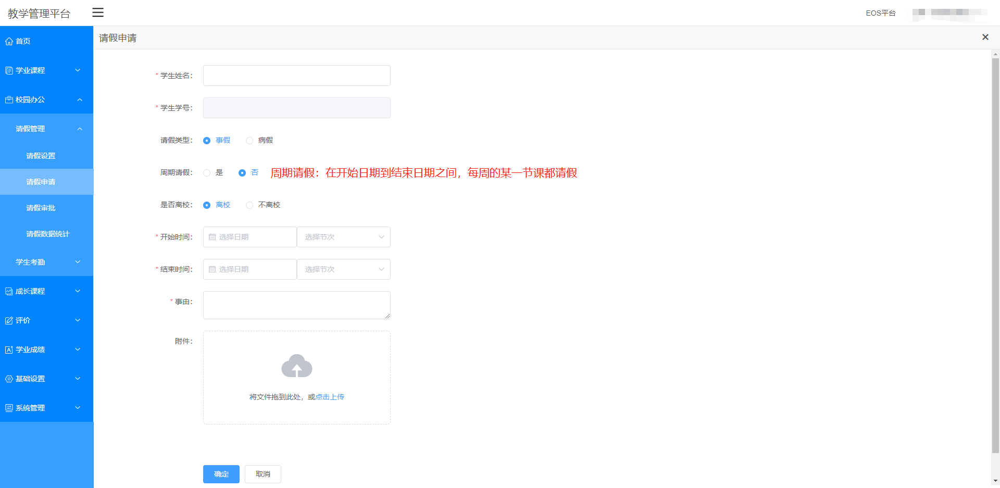 教学管理平台
EOS平台
首页
学业课程
校园办公
请假管理
请假设置
请假申请
请假审批
请假数据统计
学生考勤
成长课程
评价
学业成绩
基础设置
系统管理
请假申请
* 学生姓名：
* 学生学号：
请假类型： 事假 病假
周期请假： 是 否 周期请假：在开始日期到结束日期之间，每周的某一节课都请假
是否离校： 离校 不离校
* 开始时间： 选择日期 选择节次
* 结束时间： 选择日期 选择节次
* 事由：
附件：
将文件拖到此处，或点击上传
确定 取消